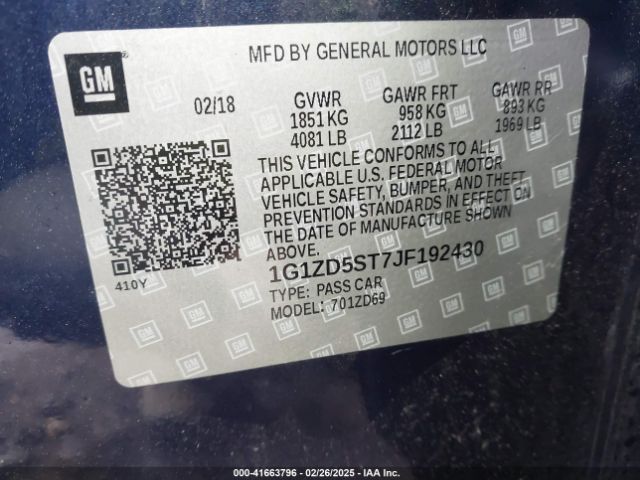 GM
MFD BY GENERAL MOTORS LLC
02/18
GVWR
1851 KG
4081 LB
GAWR FRT
958 KG
2112 LB
GAWR RR
893 KG
1969 LB
THIS VEHICLE CONFORMS TO ALL
APPLICABLE U.S. FEDERAL MOTOR
VEHICLE SAFETY, BUMPER, AND THEFT
PREVENTION STANDARDS IN EFFECT ON
THE DATE OF MANUFACTURE SHOWN
ABOVE.
1G1ZD5ST7JF192430
TYPE: PASS CAR
MODEL: 701ZD69
410Y
000-41663796 - 02/26/2025 - IAA Inc.